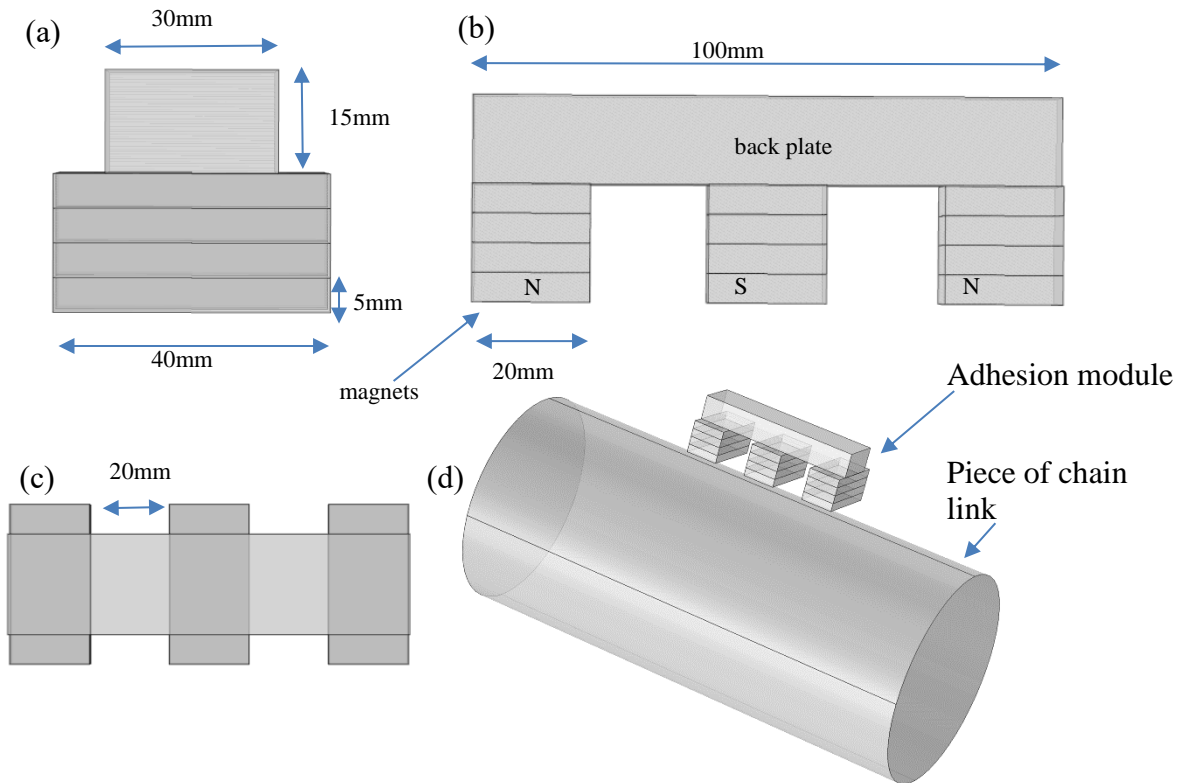 (a)
30mm
15mm
5mm
40mm
(b)
100mm
back plate
N
S
N
magnets
20mm
(c)
20mm
(d)
Adhesion module
Piece of chain
link